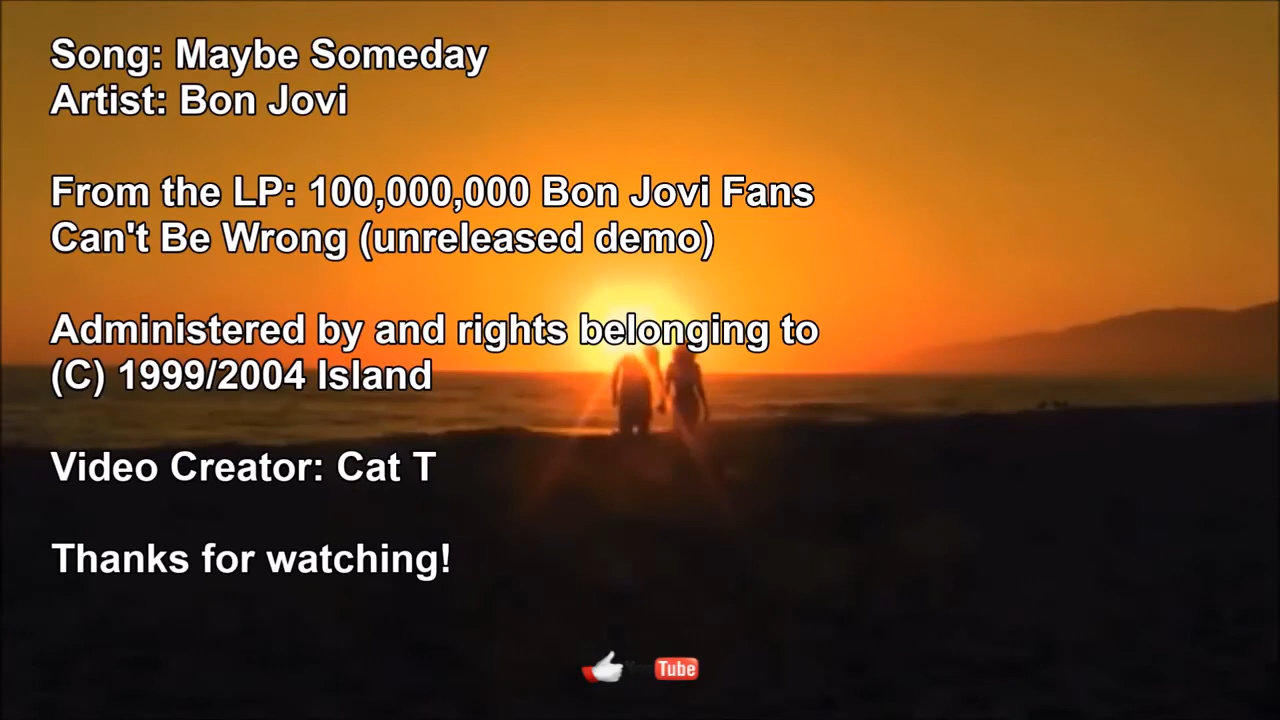 Song: Maybe Someday
Artist: Bon Jovi
From the LP: 100,000,000 Bon Jovi Fans
Can't Be Wrong (unreleased demo)
Administered by and rights belonging to
(C) 1999/2004 Island
Video Creator: Cat T
Thanks for watching!
You Tube